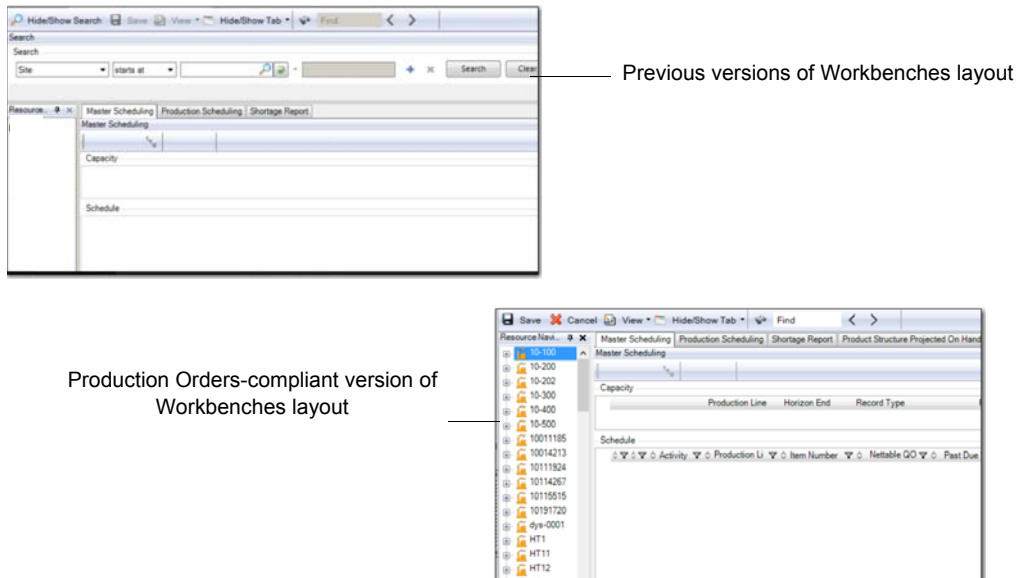 Hide/Show Search Save View Hide/Show Tab Find
Search
Search
Site starts at - Search Clear
Previous versions of Workbenches layout
Resource..
Master Scheduling Production Scheduling Shortage Report
Master Scheduling
Capacity
Schedule
Save Cancel View Hide/Show Tab Find
Resource Navi..
Master Scheduling Production Scheduling Shortage Report Product Structure Projected On Hand
Master Scheduling
10-100
10-200
10-202
10-300
10-400
10-500
10011185
10014213
10111924
10114267
10115515
10191720
dys-0001
HT1
HT11
HT12
Capacity
Production Line Horizon End Record Type
Schedule
Activity Production Li Item Number Nettable QO Past Due
Production Orders-compliant version of
Workbenches layout